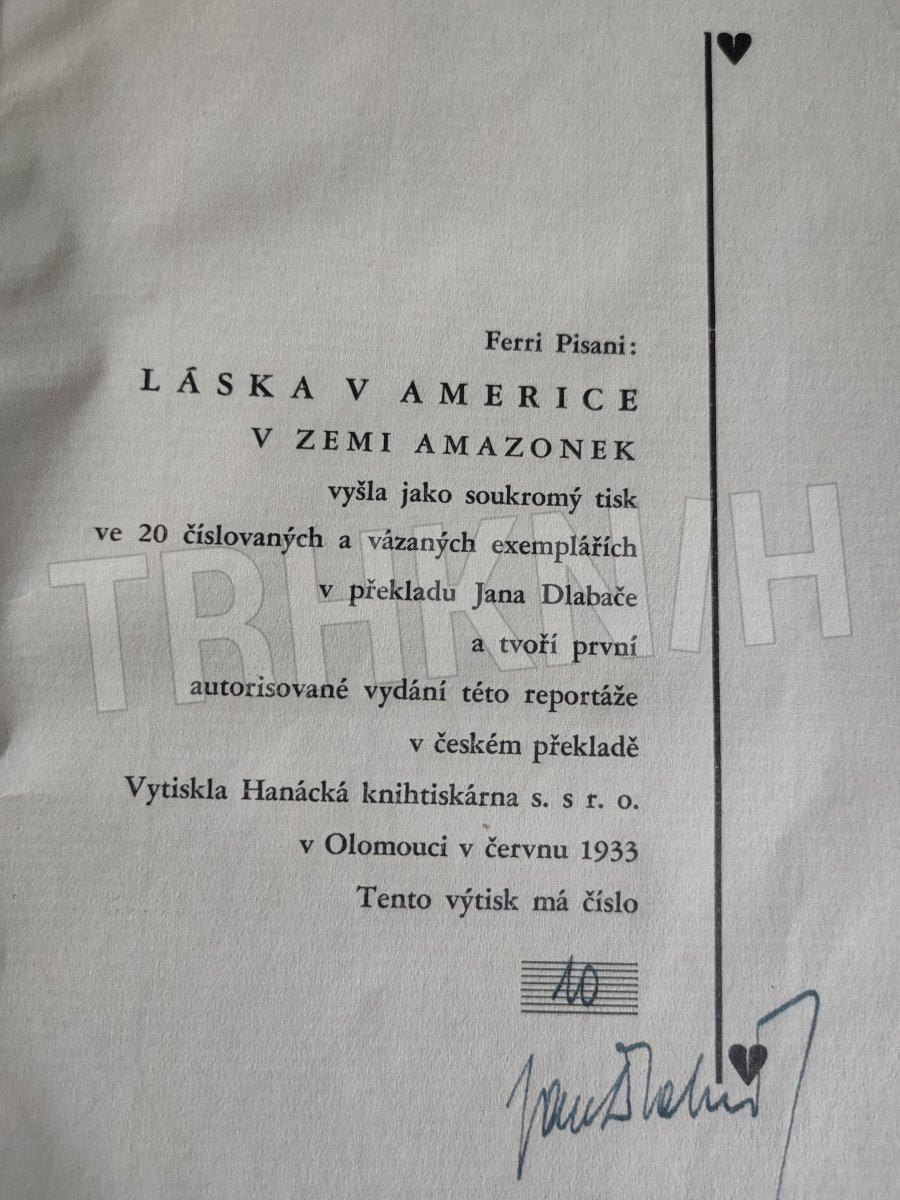 Ferri Pisani:
LÁSKA V AMERICE
V ZEMI AMAZONEK
vyšla jako soukromý tisk
ve 20 číslovaných a vázaných exemplářích
v překladu Jana Dlabače
a tvoří první
autorisované vydání této reportáže
v českém překladě
Vytiskla Hanácká knihtiskárna s. s r. o.
v Olomouci v červnu 1933
Tento výtisk má číslo
10
TRHKNIH